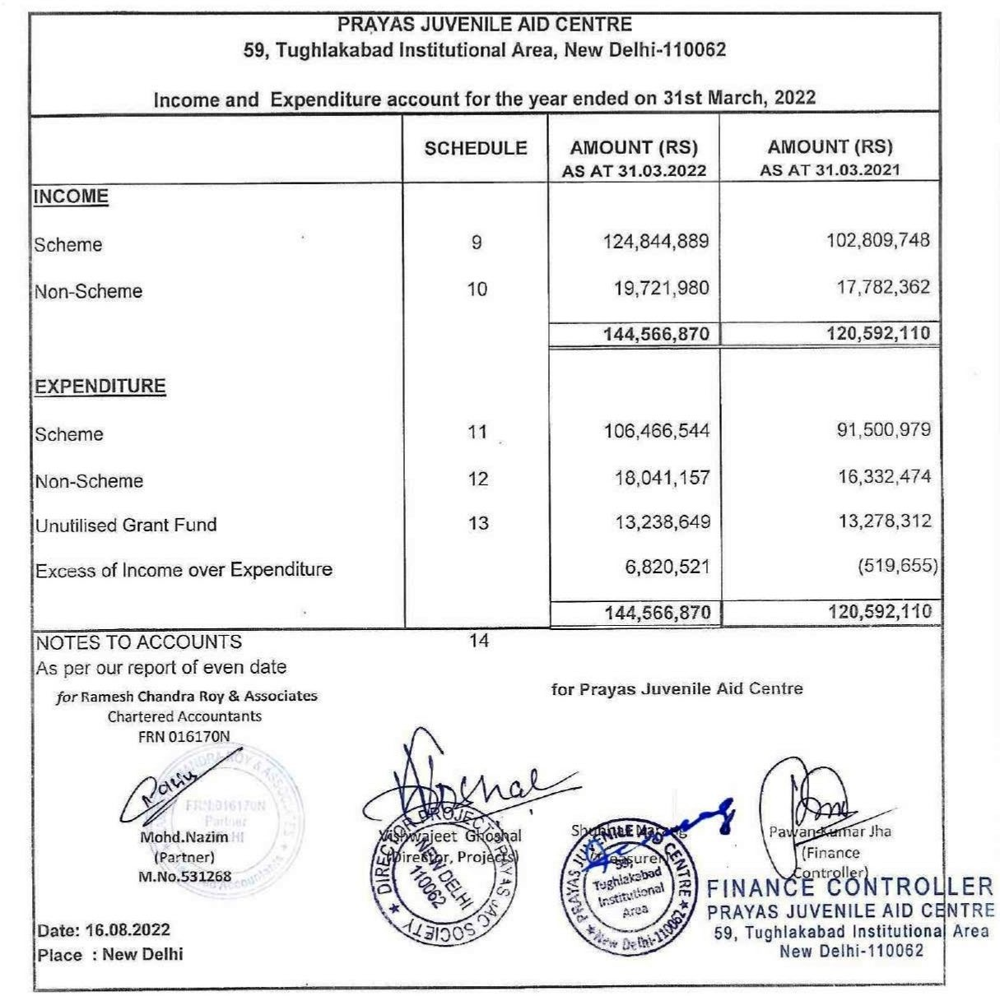 PRAYAS JUVENILE AID CENTRE
59, Tughlakabad Institutional Area, New Delhi-110062
Income and Expenditure account for the year ended on 31st March, 2022
SCHEDULE AMOUNT (RS) AMOUNT (RS)
AS AT 31.03.2022 AS AT 31.03.2021
INCOME
Scheme 9 124,844,889 102,809,748
Non-Scheme 10 19,721,980 17,782,362
144,566,870 120,592,110
EXPENDITURE
Scheme 11 106,466,544 91,500,979
Non-Scheme 12 18,041,157 16,332,474
Unutilised Grant Fund 13 13,238,649 13,278,312
Excess of Income over Expenditure 6,820,521 (519,655)
144,566,870 120,592,110
NOTES TO ACCOUNTS 14
As per our report of even date
for Ramesh Chandra Roy & Associates
Chartered Accountants
FRN 016170N
for Prayas Juvenile Aid Centre
FRN:016170N
Partner
Mohd.Nazim
(Partner)
M.No.531268
Ghoshal
Vishwajeet Ghoshal
(Director, Projects)
NEW DELHI
110062
(Treasurer)
PRAYAS JUVENILE AID CENTRE
59,
Tughlakabad
Institutional
Area
New Delhi-110062
Pawan Kumar Jha
(Finance
Controller)
FINANCE CONTROLLER
PRAYAS JUVENILE AID CENTRE
59, Tughlakabad Institutional Area
New Delhi-110062
Date: 16.08.2022
Place : New Delhi